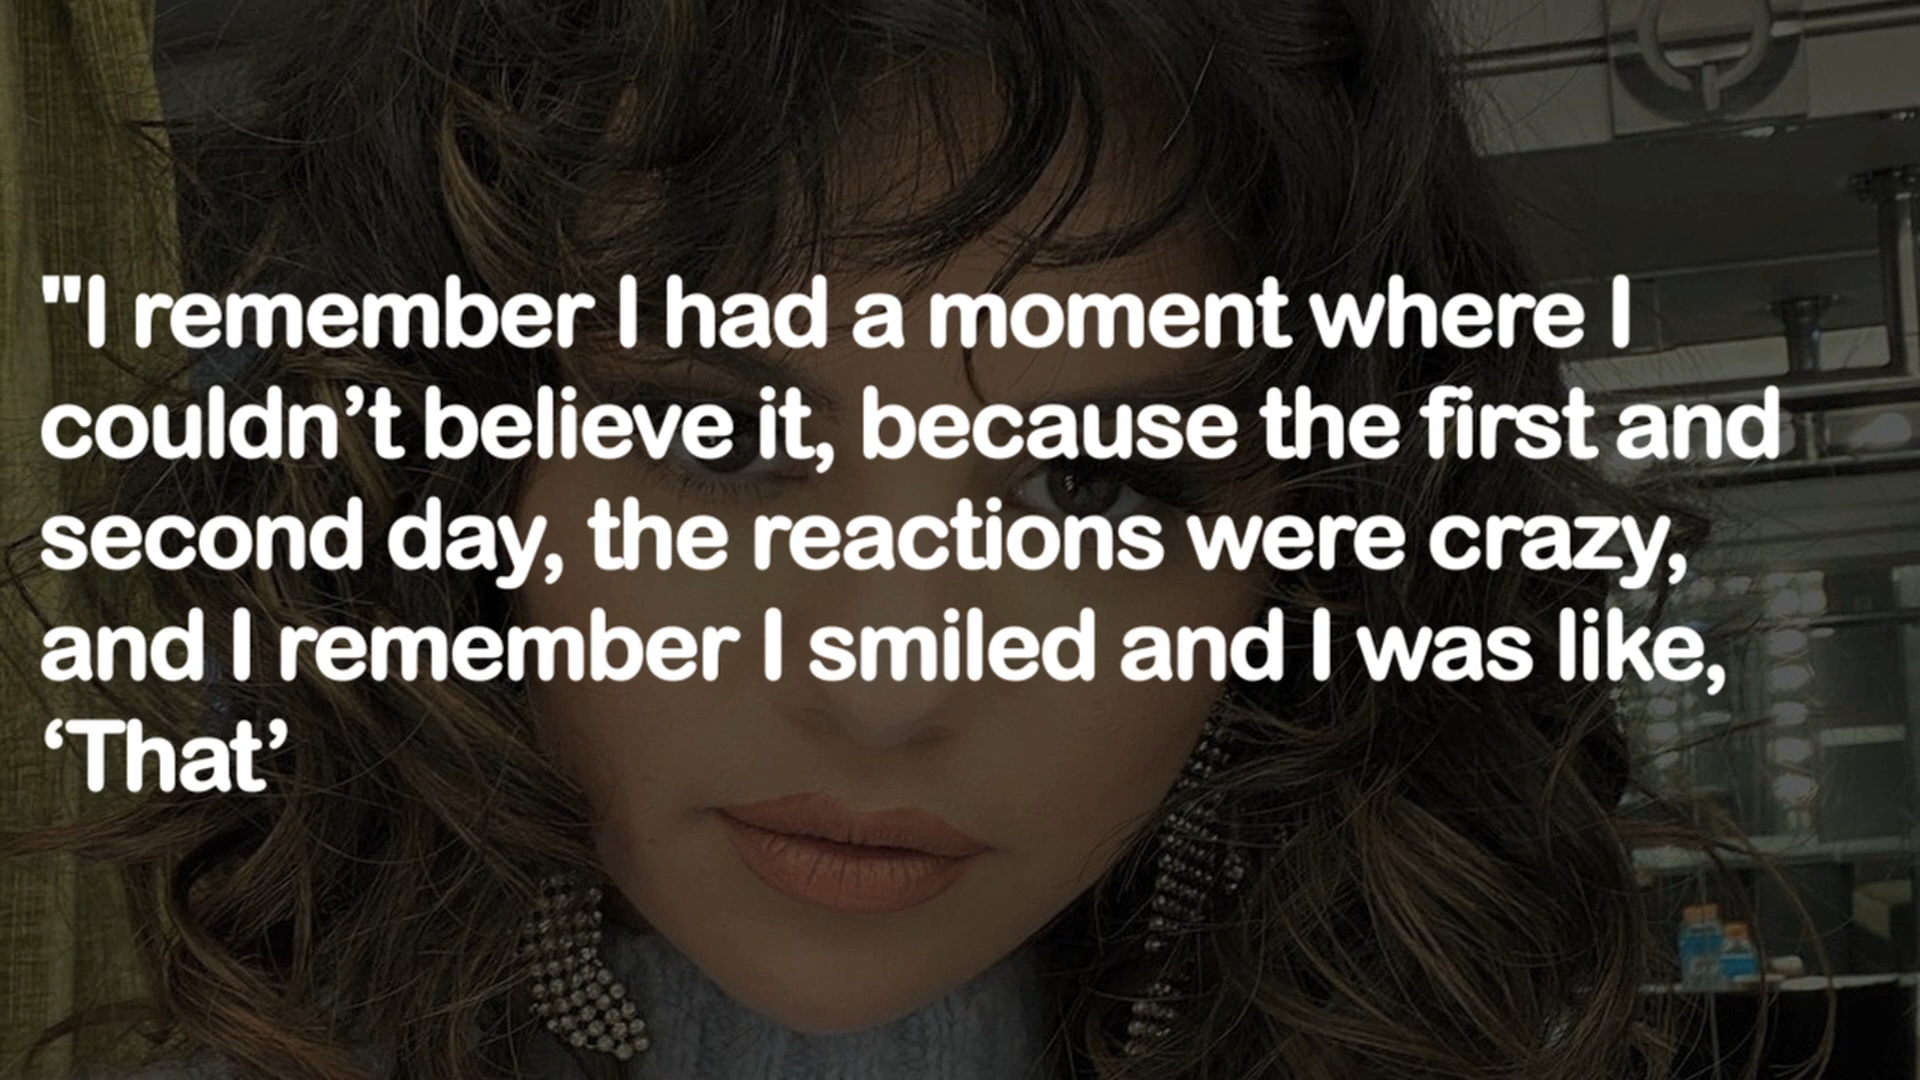 "I remember I had a moment where I
couldn’t believe it, because the first and
second day, the reactions were crazy,
and I remember I smiled and I was like,
‘That’